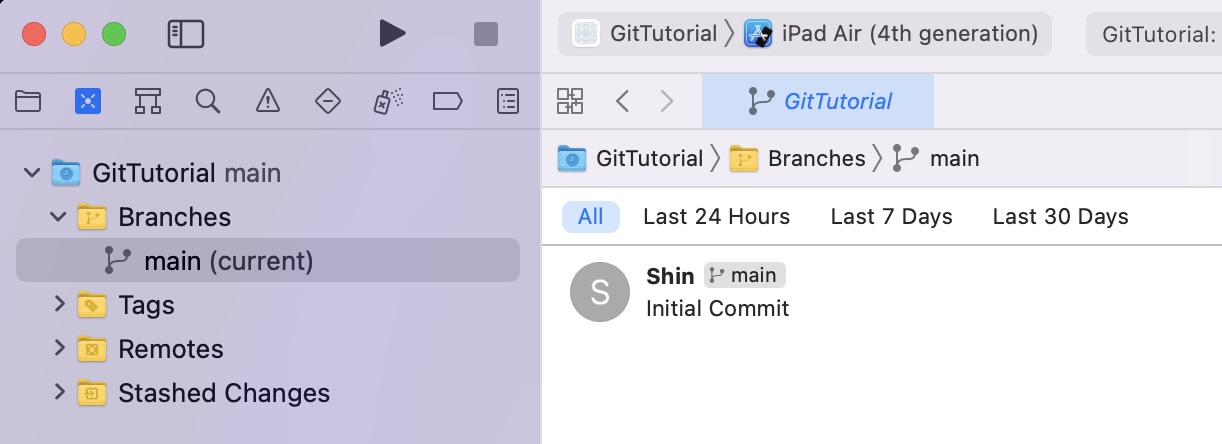 GitTutorial main
Branches
main (current)
Tags
Remotes
Stashed Changes
GitTutorial 〉 iPad Air (4th generation)
GitTutorial:
GitTutorial
GitTutorial 〉 Branches 〉 main
All Last 24 Hours Last 7 Days Last 30 Days
S
Shin main
Initial Commit